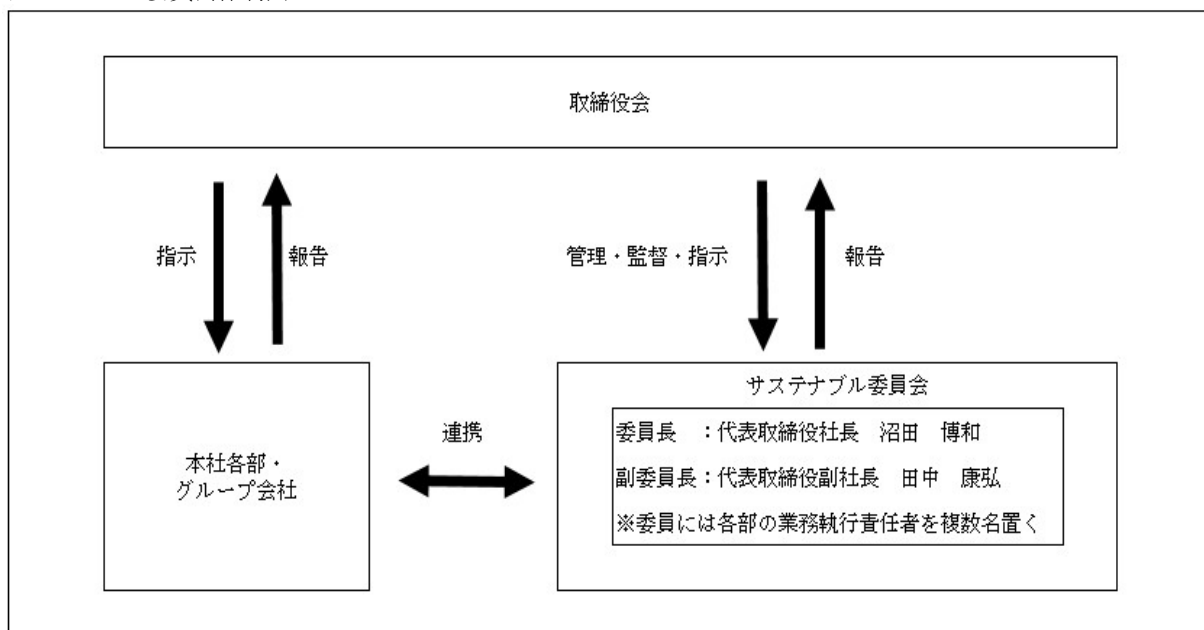 取締役会
指示
報告
管理・監督・指示
報告
本社各部・
グループ会社
連携
サステナブル委員会
委員長　：代表取締役社長　沼田　博和
副委員長：代表取締役副社長　田中　康弘
※委員には各部の業務執行責任者を複数名置く